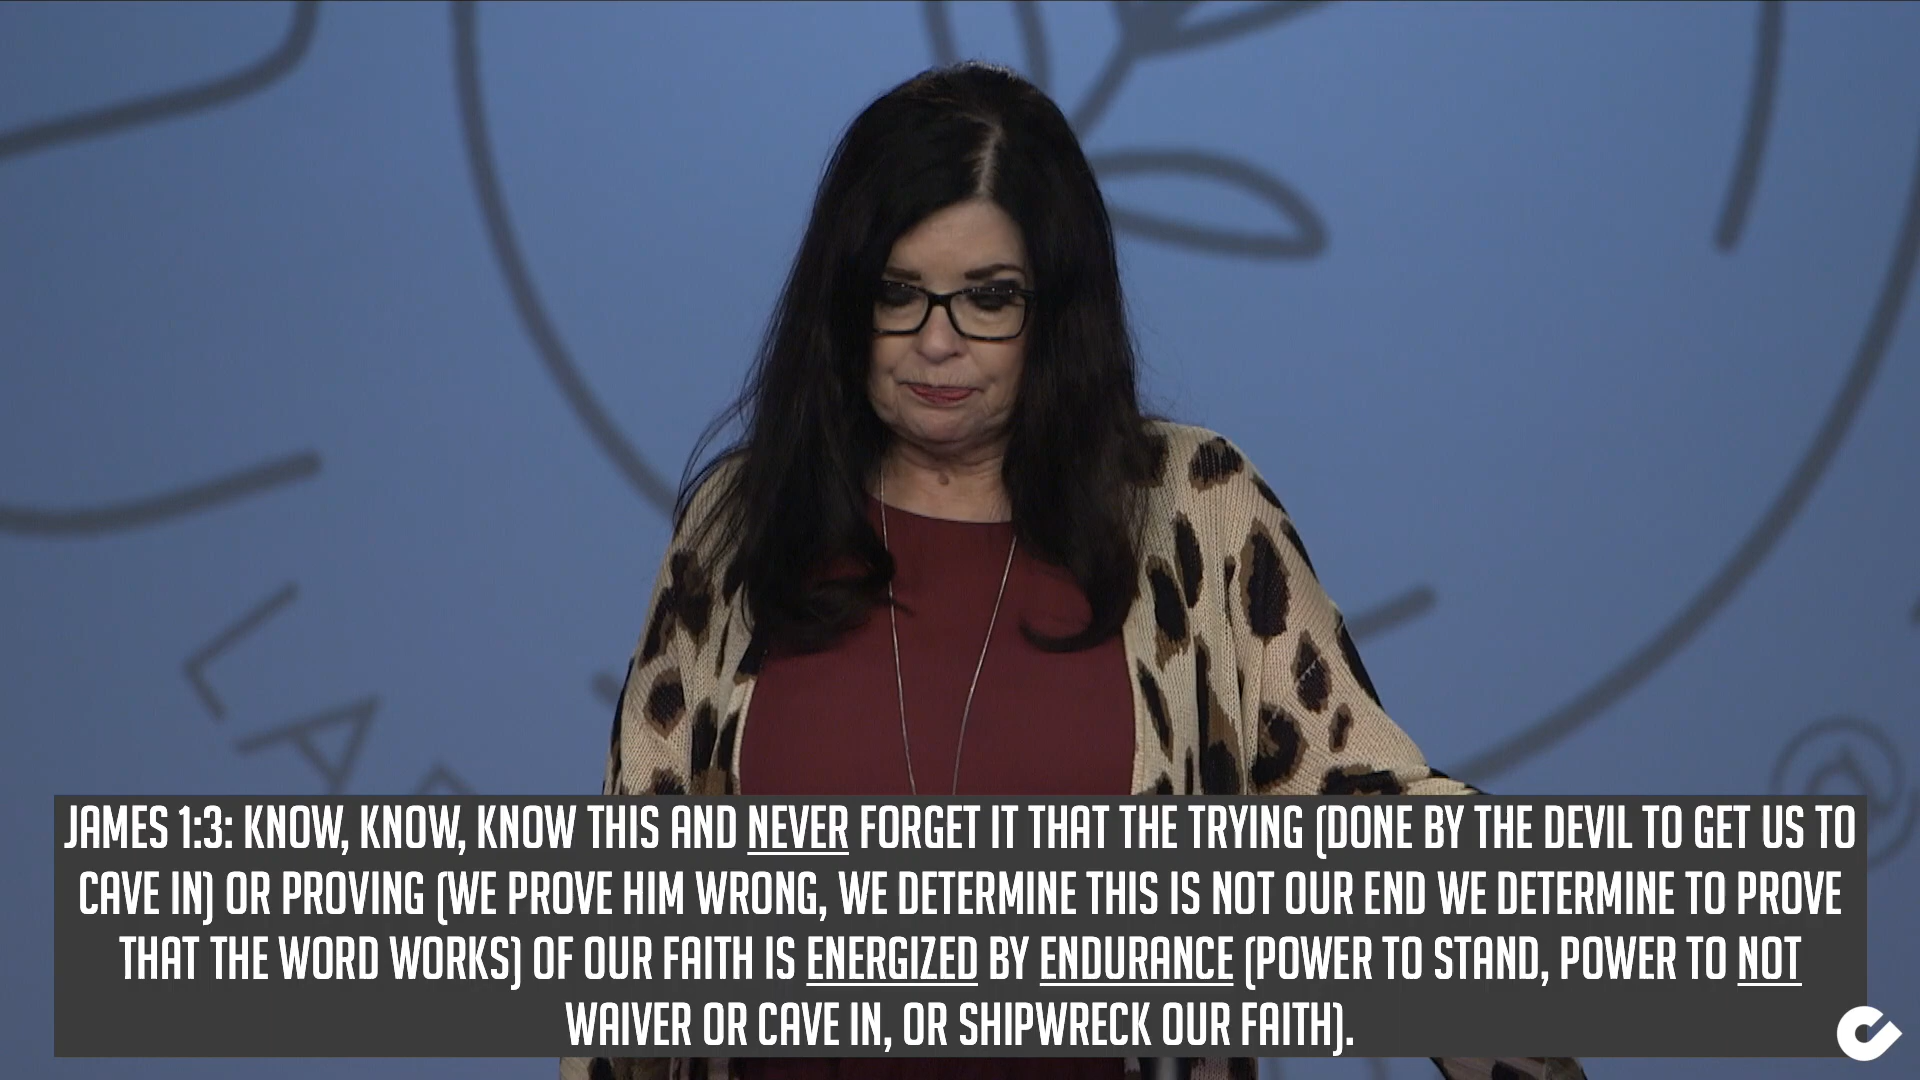 LA
JAMES 1:3: KNOW, KNOW, KNOW THIS AND NEVER FORGET IT THAT THE TRYING (DONE BY THE DEVIL TO GET US TO
CAVE IN) OR PROVING (WE PROVE HIM WRONG, WE DETERMINE THIS IS NOT OUR END WE DETERMINE TO PROVE
THAT THE WORD WORKS) OF OUR FAITH IS ENERGIZED BY ENDURANCE (POWER TO STAND, POWER TO NOT
WAIVER OR CAVE IN, OR SHIPWRECK OUR FAITH).